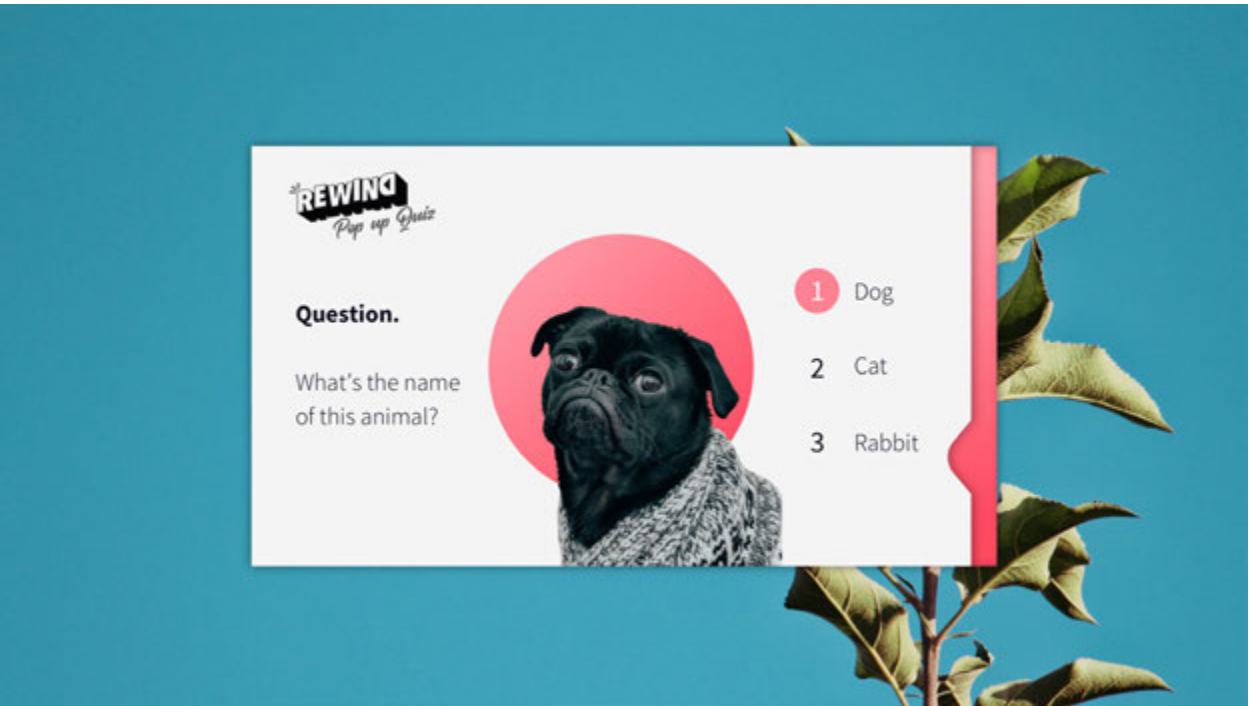 REWIND
Pop up Quiz
Question.
What's the name
of this animal?
1 Dog
2 Cat
3 Rabbit